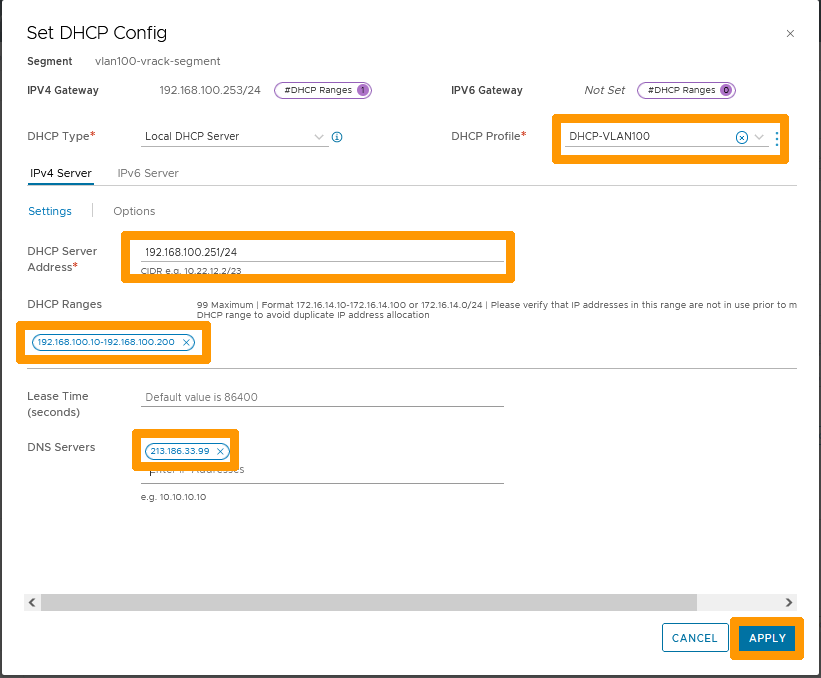 Set DHCP Config
Segment vlan100-vrack-segment
IPV4 Gateway 192.168.100.253/24 #DHCP Ranges 1 IPV6 Gateway Not Set #DHCP Ranges 0
DHCP Type* Local DHCP Server DHCP Profile* DHCP-VLAN100
IPv4 Server IPv6 Server
Settings Options
DHCP Server Address* 192.168.100.251/24
CIDR e.g. 10.22.12.2/23
DHCP Ranges 99 Maximum | Format 172.16.14.10-172.16.14.100 or 172.16.14.0/24 | Please verify that IP addresses in this range are not in use prior to m
DHCP range to avoid duplicate IP address allocation
192.168.100.10-192.168.100.200
Lease Time (seconds) Default value is 86400
DNS Servers 213.186.33.99
Enter IP Addresses
e.g. 10.10.10.10
CANCEL APPLY